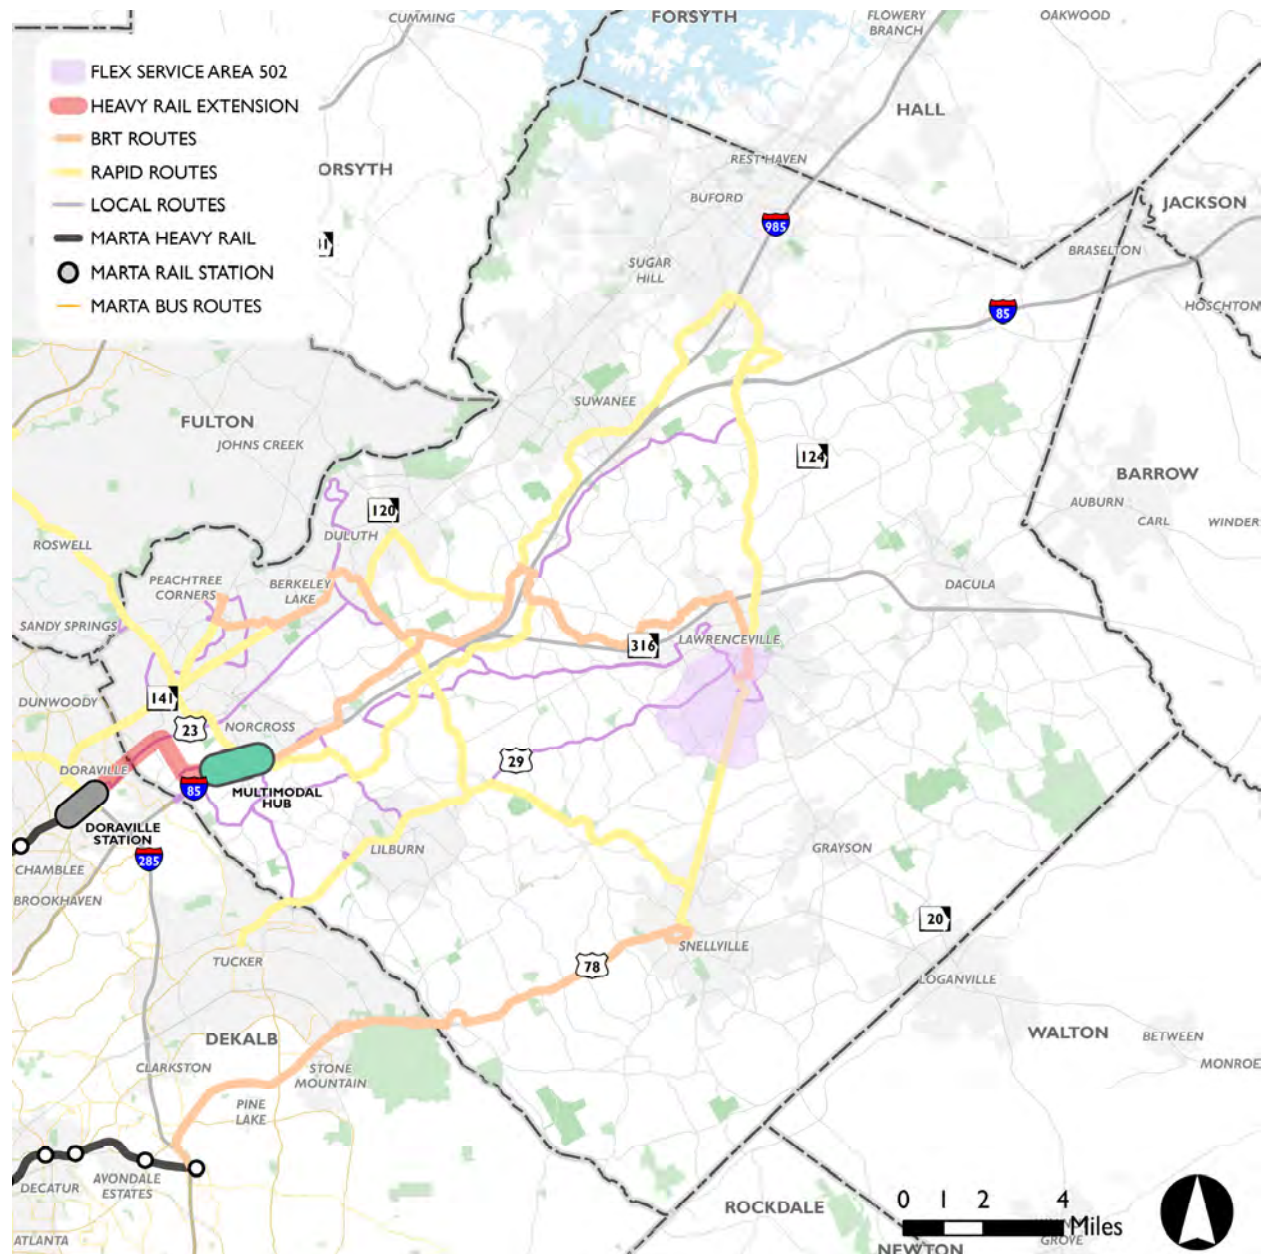 CUMMING
FORSYTH
FLOWERY
BRANCH
OAKWOOD
FLEX SERVICE AREA 502
HEAVY RAIL EXTENSION
BRT ROUTES
RAPID ROUTES
LOCAL ROUTES
MARTA HEAVY RAIL
MARTA RAIL STATION
MARTA BUS ROUTES
HALL
ORSYTH
REST HAVEN
BUFORD
985
JACKSON
BRASELTON
SUGAR
HILL
85
HOSCHTON
SUWANEE
FULTON
JOHNS CREEK
124
BARROW
AUBURN
CARL
WINDER
120
DULUTH
ROSWELL
PEACHTREE
CORNERS
BERKELEY
LAKE
DACULA
SANDY SPRINGS
316
LAWRENCEVILLE
DUNWOODY
141
23
NORCROSS
DORAVILLE
29
85
MULTIMODAL
HUB
DORAVILLE
STATION
285
LILBURN
GRAYSON
CHAMBLEE
BROOKHAVEN
20
SNELLVILLE
TUCKER
78
LOGANVILLE
DEKALB
WALTON
BETWEEN
CLARKSTON
STONE
MOUNTAIN
MONROE
PINE
LAKE
AVONDALE
ESTATES
DECATUR
ROCKDALE
0 1 2 4
Miles
GROVE
ATLANTA
NEWTON